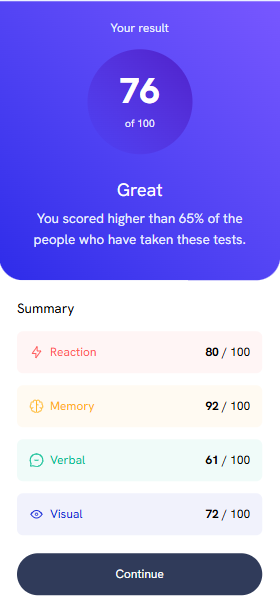 Your result
76
of 100
Great
You scored higher than 65% of the
people who have taken these tests.
Summary
Reaction 80 / 100
Memory 92 / 100
Verbal 61 / 100
Visual 72 / 100
Continue